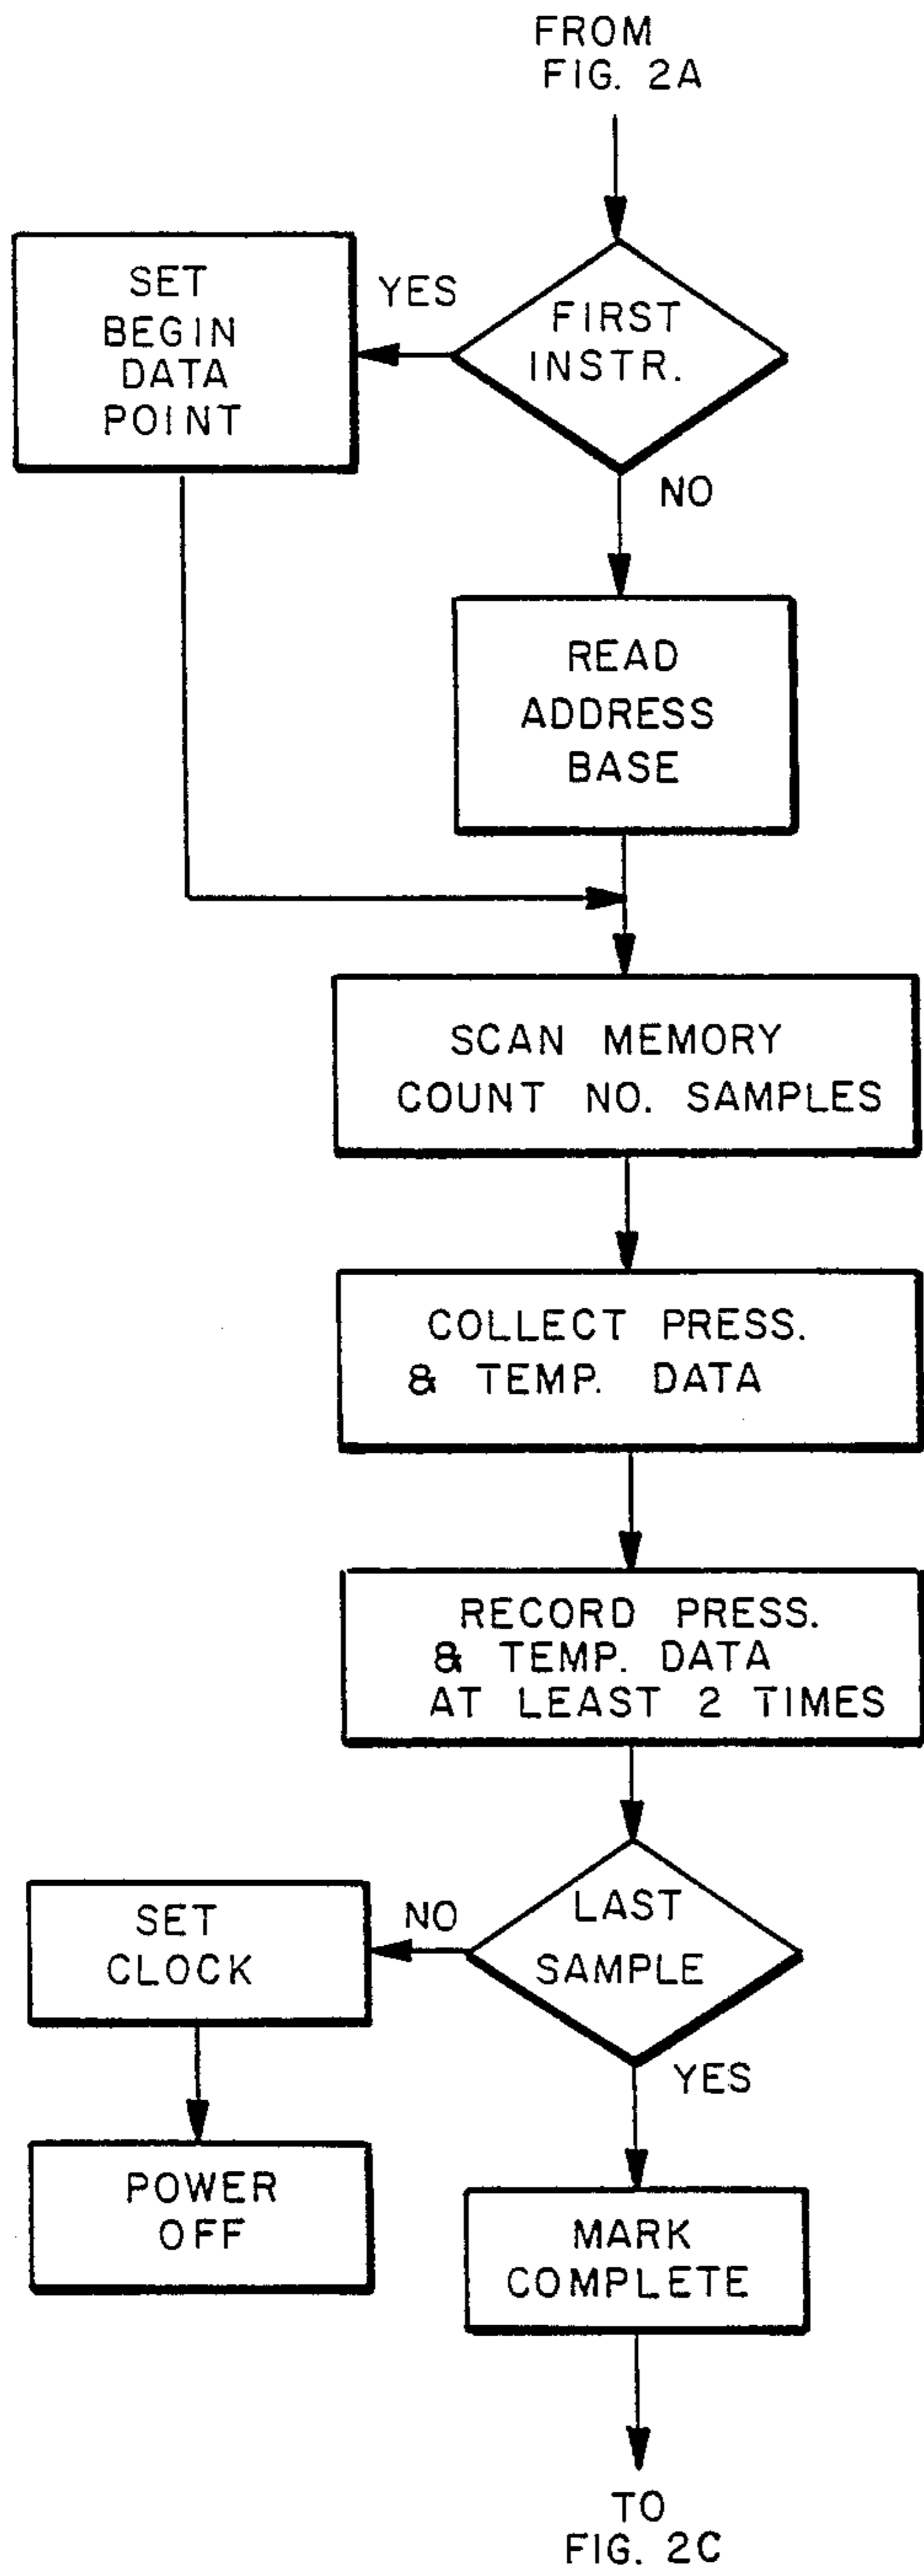 FROM
FIG. 2A
SET
BEGIN
DATA
POINT
YES
FIRST
INSTR.
NO
READ
ADDRESS
BASE
SCAN MEMORY
COUNT NO. SAMPLES
COLLECT PRESS.
& TEMP. DATA
RECORD PRESS.
& TEMP. DATA
AT LEAST 2 TIMES
LAST
SAMPLE
NO
SET
CLOCK
YES
POWER
OFF
MARK
COMPLETE
TO
FIG. 2C